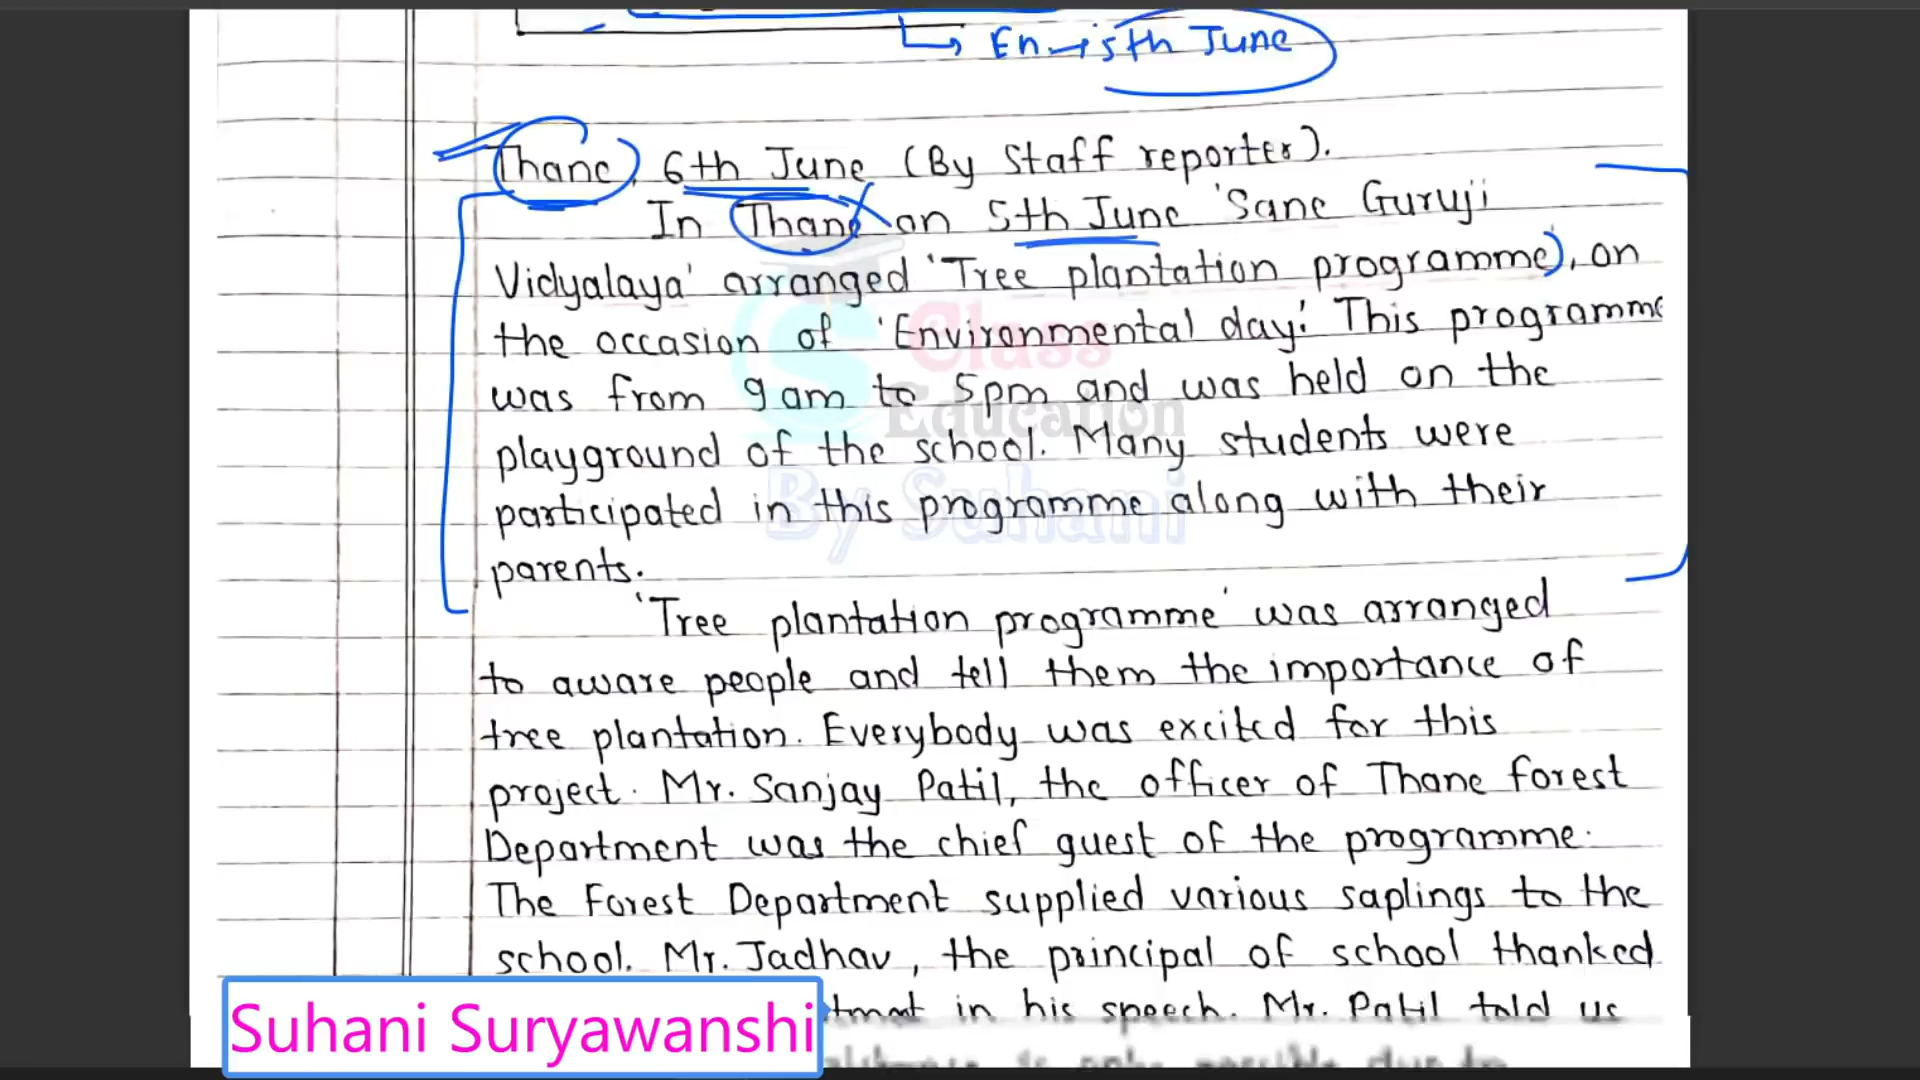 En → 5th June
Thane, 6th June (By Staff reporter).
In Thane on 5th June 'Sane Guruji
Vidyalaya' arranged 'Tree plantation programme', on
the occasion of 'Environmental day'. This programme
was from 9 am to 5pm and was held on the
playground of the school. Many students were
participated in this programme along with their
parents.
'Tree plantation programme' was arranged
to aware people and tell them the importance of
tree plantation. Everybody was excited for this
project. Mr. Sanjay Patil, the officer of Thane Forest
Department was the chief guest of the programme.
The Forest Department supplied various saplings to the
school. Mr. Jadhav, the principal of school thanked
in his speech. Mr. Patil told us
Suhani Suryawanshi
Class
Education
By Suhani